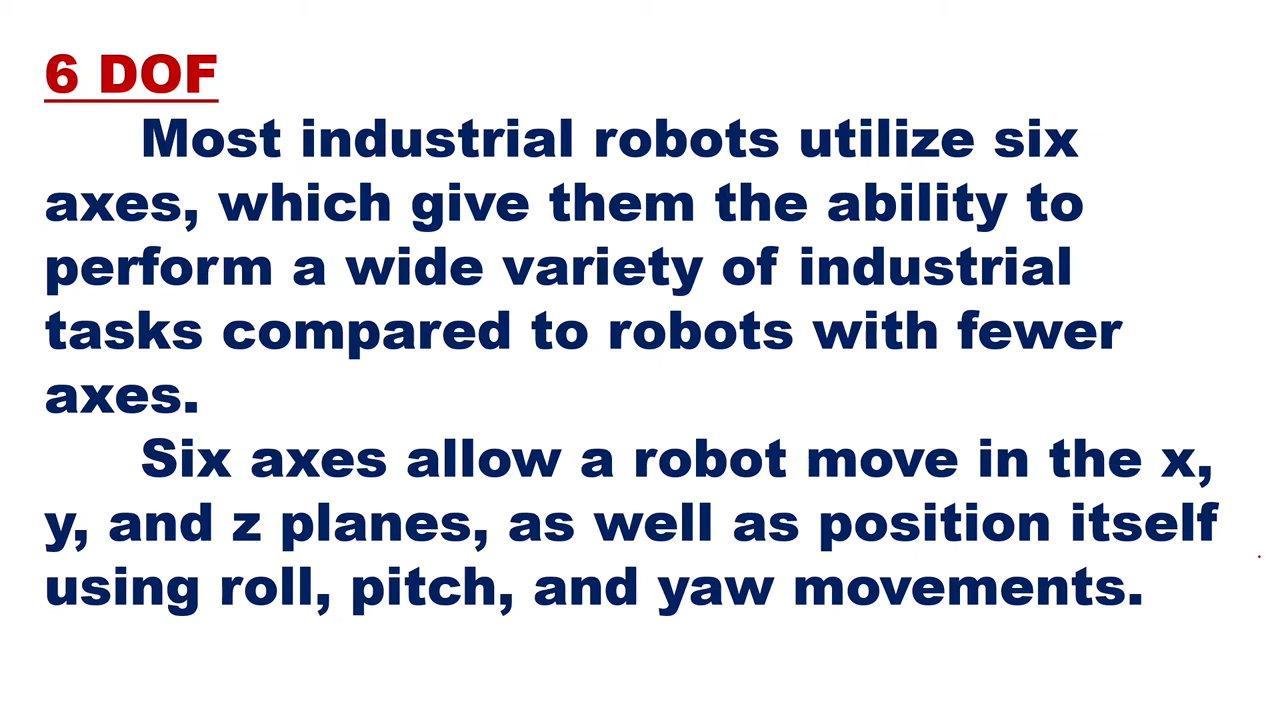 6 DOF
Most industrial robots utilize six
axes, which give them the ability to
perform a wide variety of industrial
tasks compared to robots with fewer
axes.
Six axes allow a robot move in the x,
y, and z planes, as well as position itself
using roll, pitch, and yaw movements.